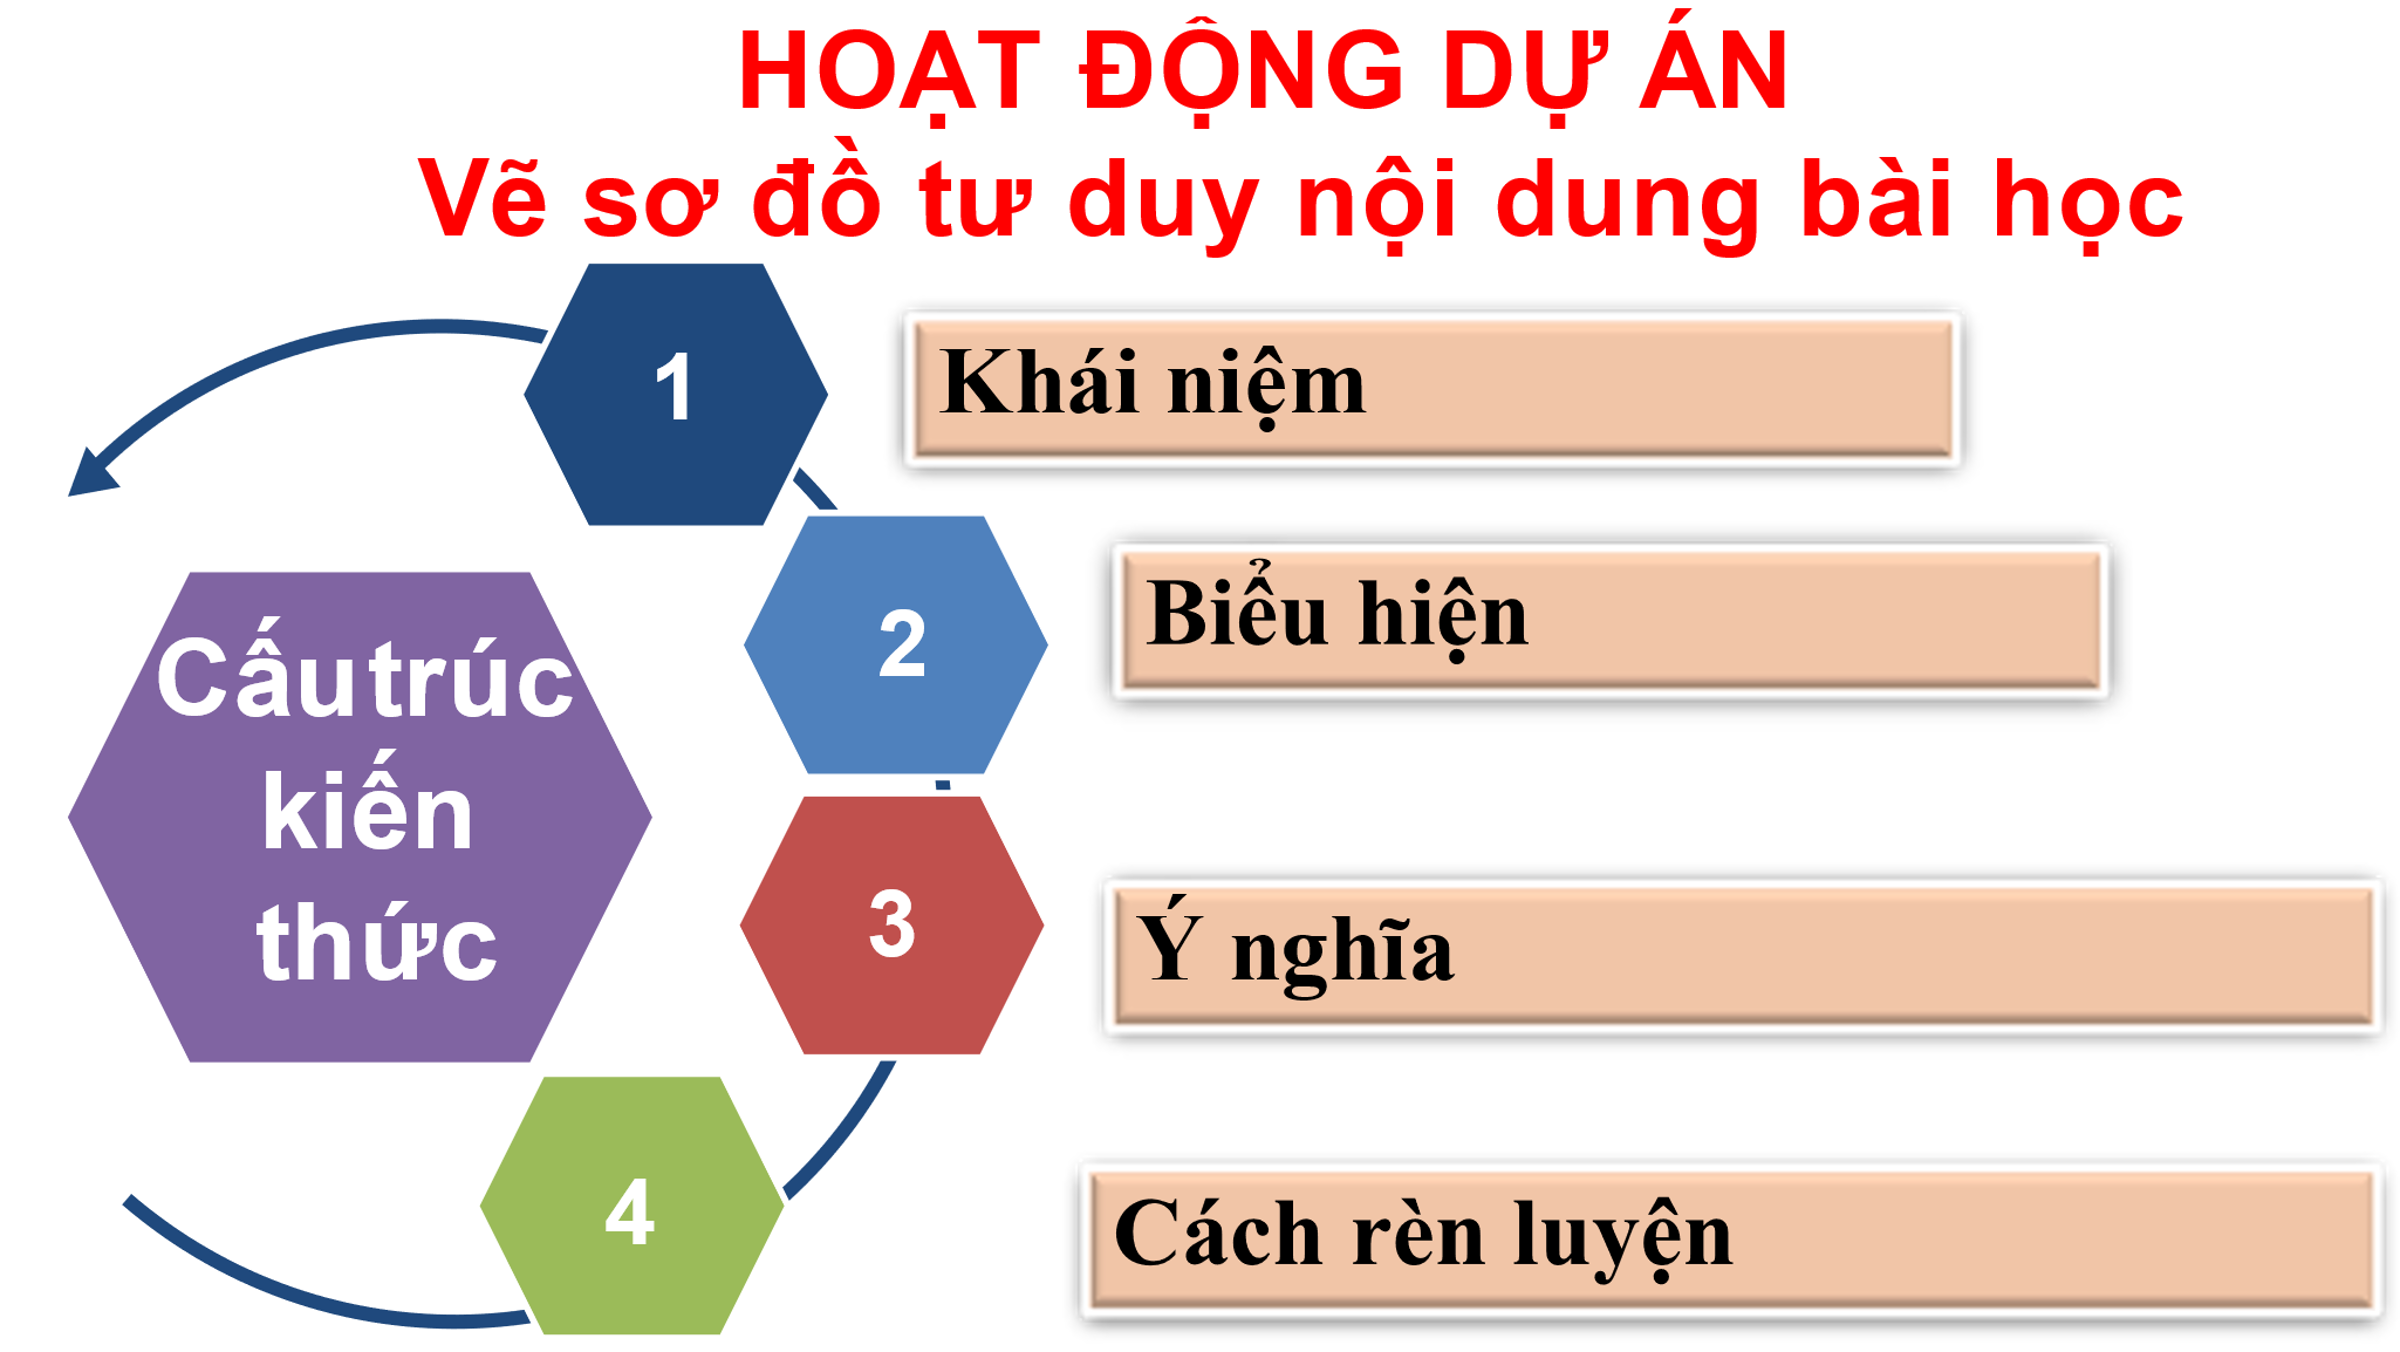 HOẠT ĐỘNG DỰ ÁN
Vẽ sơ đồ tư duy nội dung bài học
1
Khái niệm
2
Biểu hiện
Cấu trúc
kiến
thức
3
Ý nghĩa
4
Cách rèn luyện